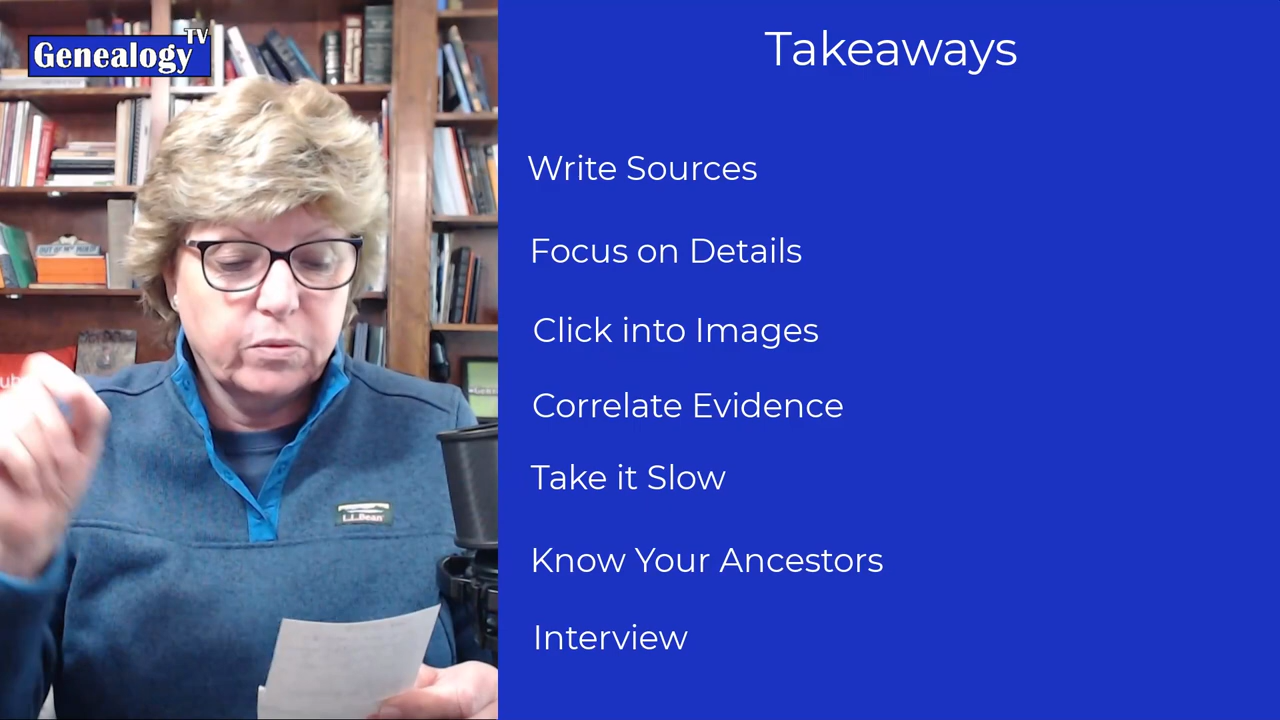 TV
Genealogy
Takeaways
Write Sources
Focus on Details
Click into Images
Correlate Evidence
Take it Slow
Know Your Ancestors
Interview
L.L.Bean